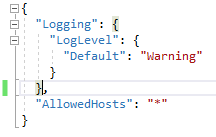 {
  "Logging": {
    "LogLevel": {
      "Default": "Warning"
    }
  },
  "AllowedHosts": "*"
}